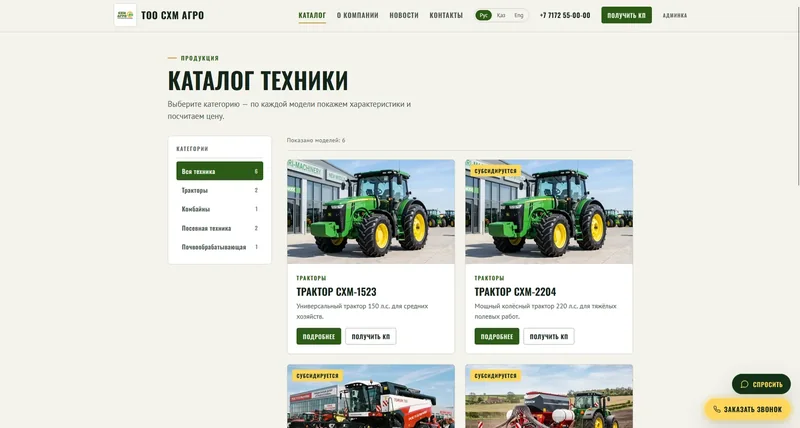 ТОО СХМ АГРО
КАТАЛОГ
О КОМПАНИИ
НОВОСТИ
КОНТАКТЫ
Рус
Қаз
Eng
+7 7172 55-00-00
ПОЛУЧИТЬ КП
АДМИНКА
ПРОДУКЦИЯ
КАТАЛОГ ТЕХНИКИ
Выберите категорию — по каждой модели покажем характеристики и
посчитаем цену.
КАТЕГОРИИ
Вся техника 6
Тракторы 2
Комбайны 1
Посевная техника 2
Почвообрабатывающая 1
Показано моделей: 6
СУБСИДИРУЕТСЯ
ТРАКТОРЫ
ТРАКТОР СХМ-1523
Универсальный трактор 150 л.с. для средних
хозяйств.
ПОДРОБНЕЕ
ПОЛУЧИТЬ КП
ТРАКТОРЫ
ТРАКТОР СХМ-2204
Мощный колёсный трактор 220 л.с. для тяжёлых
полевых работ.
ПОДРОБНЕЕ
ПОЛУЧИТЬ КП
СУБСИДИРУЕТСЯ
СУБСИДИРУЕТСЯ
СПРОСИТЬ
ЗАКАЗАТЬ ЗВОНОК